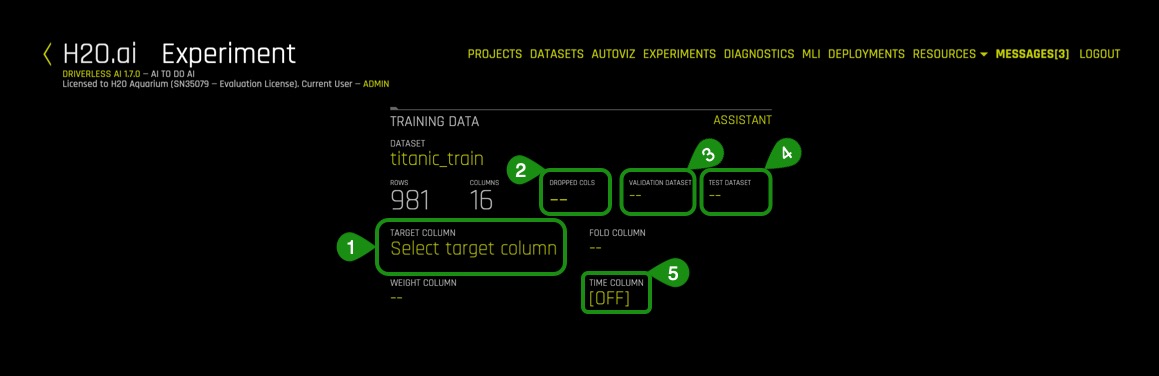 H2O.ai Experiment
PROJECTS DATASETS AUTOVIZ EXPERIMENTS DIAGNOSTICS MLI DEPLOYMENTS RESOURCES MESSAGES[3] LOGOUT
DRIVERLESS AI 1.7.0 – AI TO DO AI
Licensed to H2O Aquarium (SN35079 – Evaluation License). Current User – ADMIN
TRAINING DATA
ASSISTANT
DATASET
titanic_train
2
3
4
ROWS COLUMNS DROPPED COLS VALIDATION DATASET TEST DATASET
981 16 -- -- --
1
TARGET COLUMN FOLD COLUMN
Select target column --
5
WEIGHT COLUMN TIME COLUMN
-- [OFF]